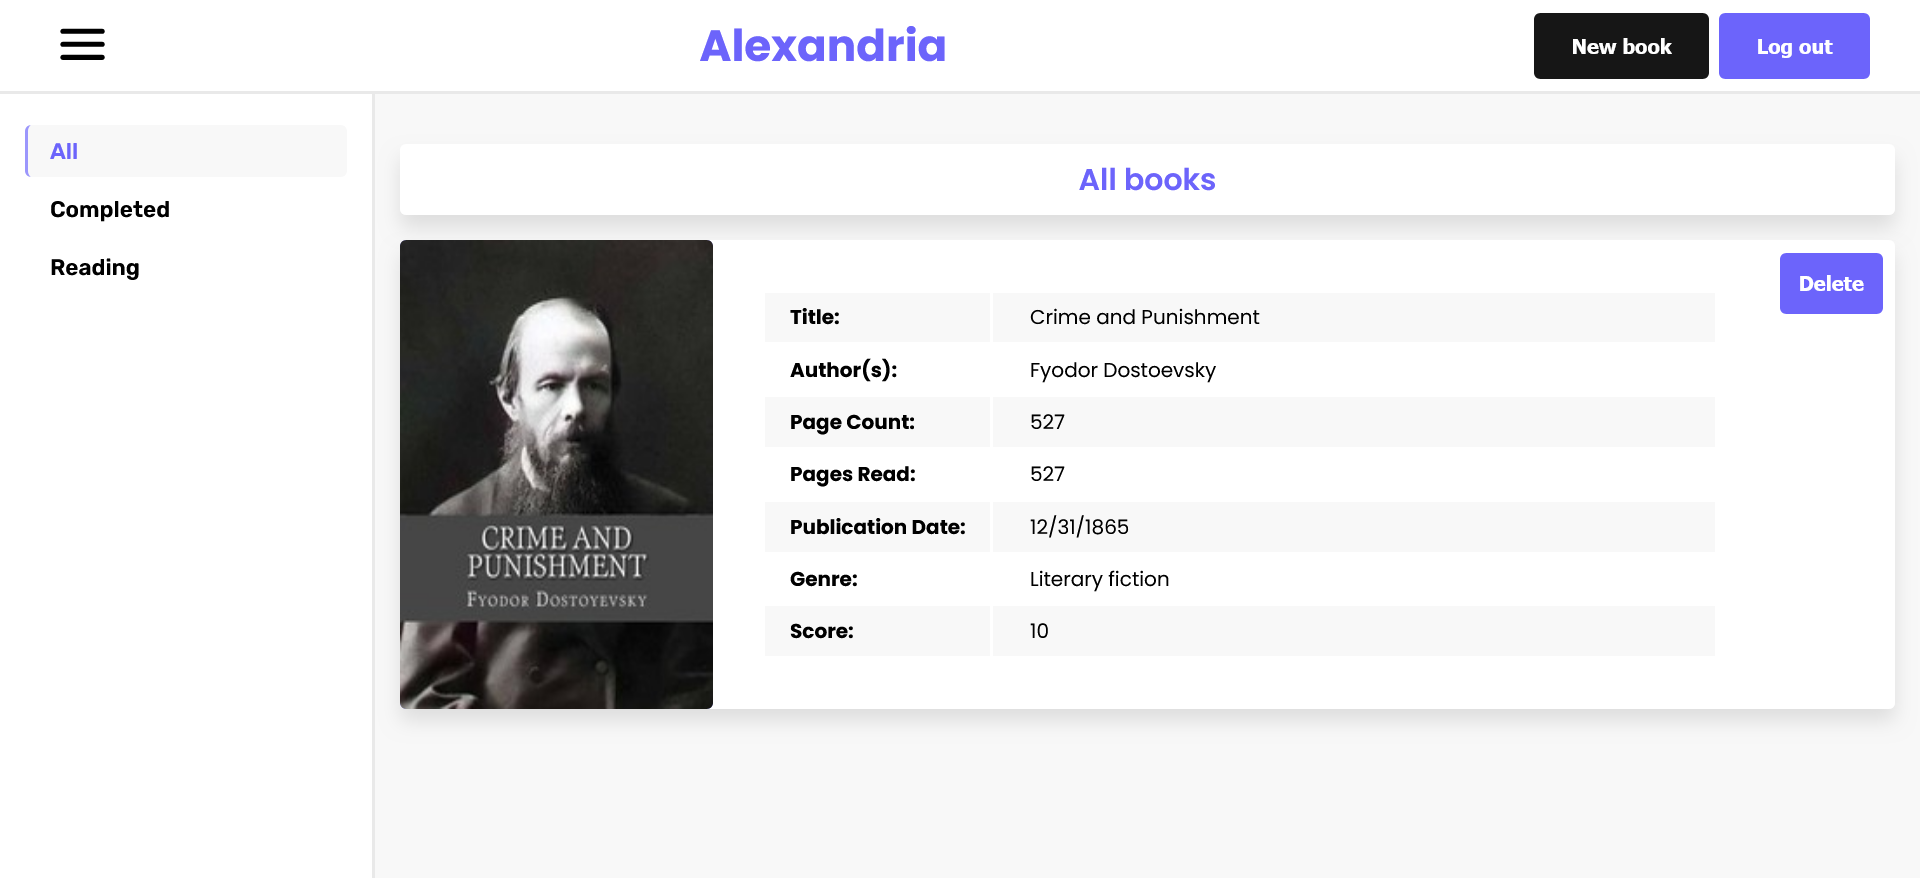 Alexandria
New book
Log out
All
Completed
Reading
All books
CRIME AND
PUNISHMENT
FYODOR DOSTOYEVSKY
Delete
Title: Crime and Punishment
Author(s): Fyodor Dostoevsky
Page Count: 527
Pages Read: 527
Publication Date: 12/31/1865
Genre: Literary fiction
Score: 10